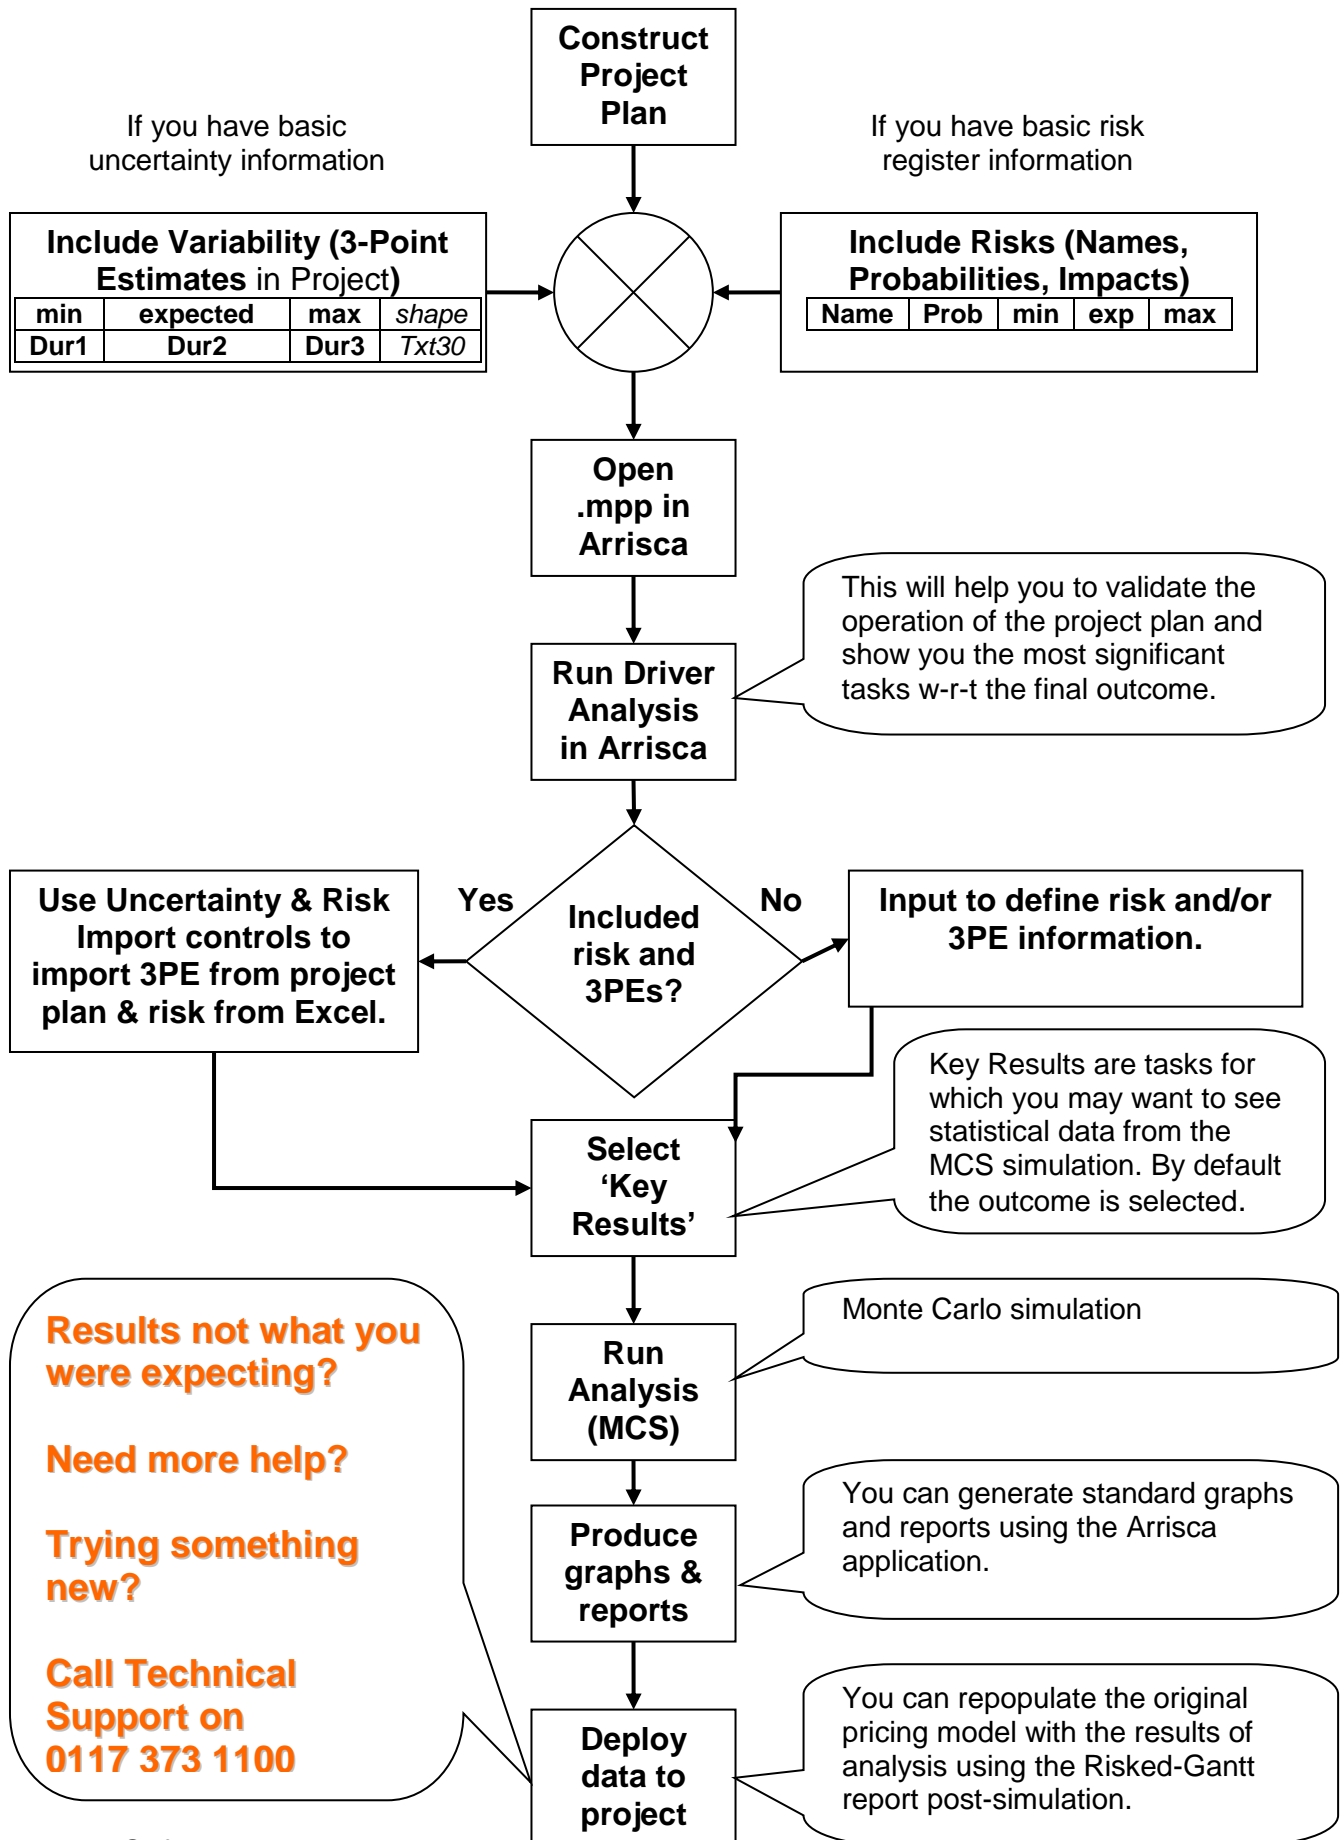 Construct
Project
Plan
If you have basic
uncertainty information
If you have basic risk
register information
Include Variability (3-Point
Estimates in Project)
min expected max shape
Dur1 Dur2 Dur3 Txt30
Include Risks (Names,
Probabilities, Impacts)
Name Prob min exp max
Open
.mpp in
Arrisca
This will help you to validate the
operation of the project plan and
show you the most significant
tasks w-r-t the final outcome.
Run Driver
Analysis
in Arrisca
Use Uncertainty & Risk
Import controls to
import 3PE from project
plan & risk from Excel.
Yes
Included
risk and
3PEs?
No
Input to define risk and/or
3PE information.
Key Results are tasks for
which you may want to see
statistical data from the
MCS simulation. By default
the outcome is selected.
Select
‘Key
Results’
Results not what you
were expecting?
Need more help?
Trying something
new?
Call Technical
Support on
0117 373 1100
Monte Carlo simulation
Run
Analysis
(MCS)
You can generate standard graphs
and reports using the Arrisca
application.
Produce
graphs &
reports
You can repopulate the original
pricing model with the results of
analysis using the Risked-Gantt
report post-simulation.
Deploy
data to
project